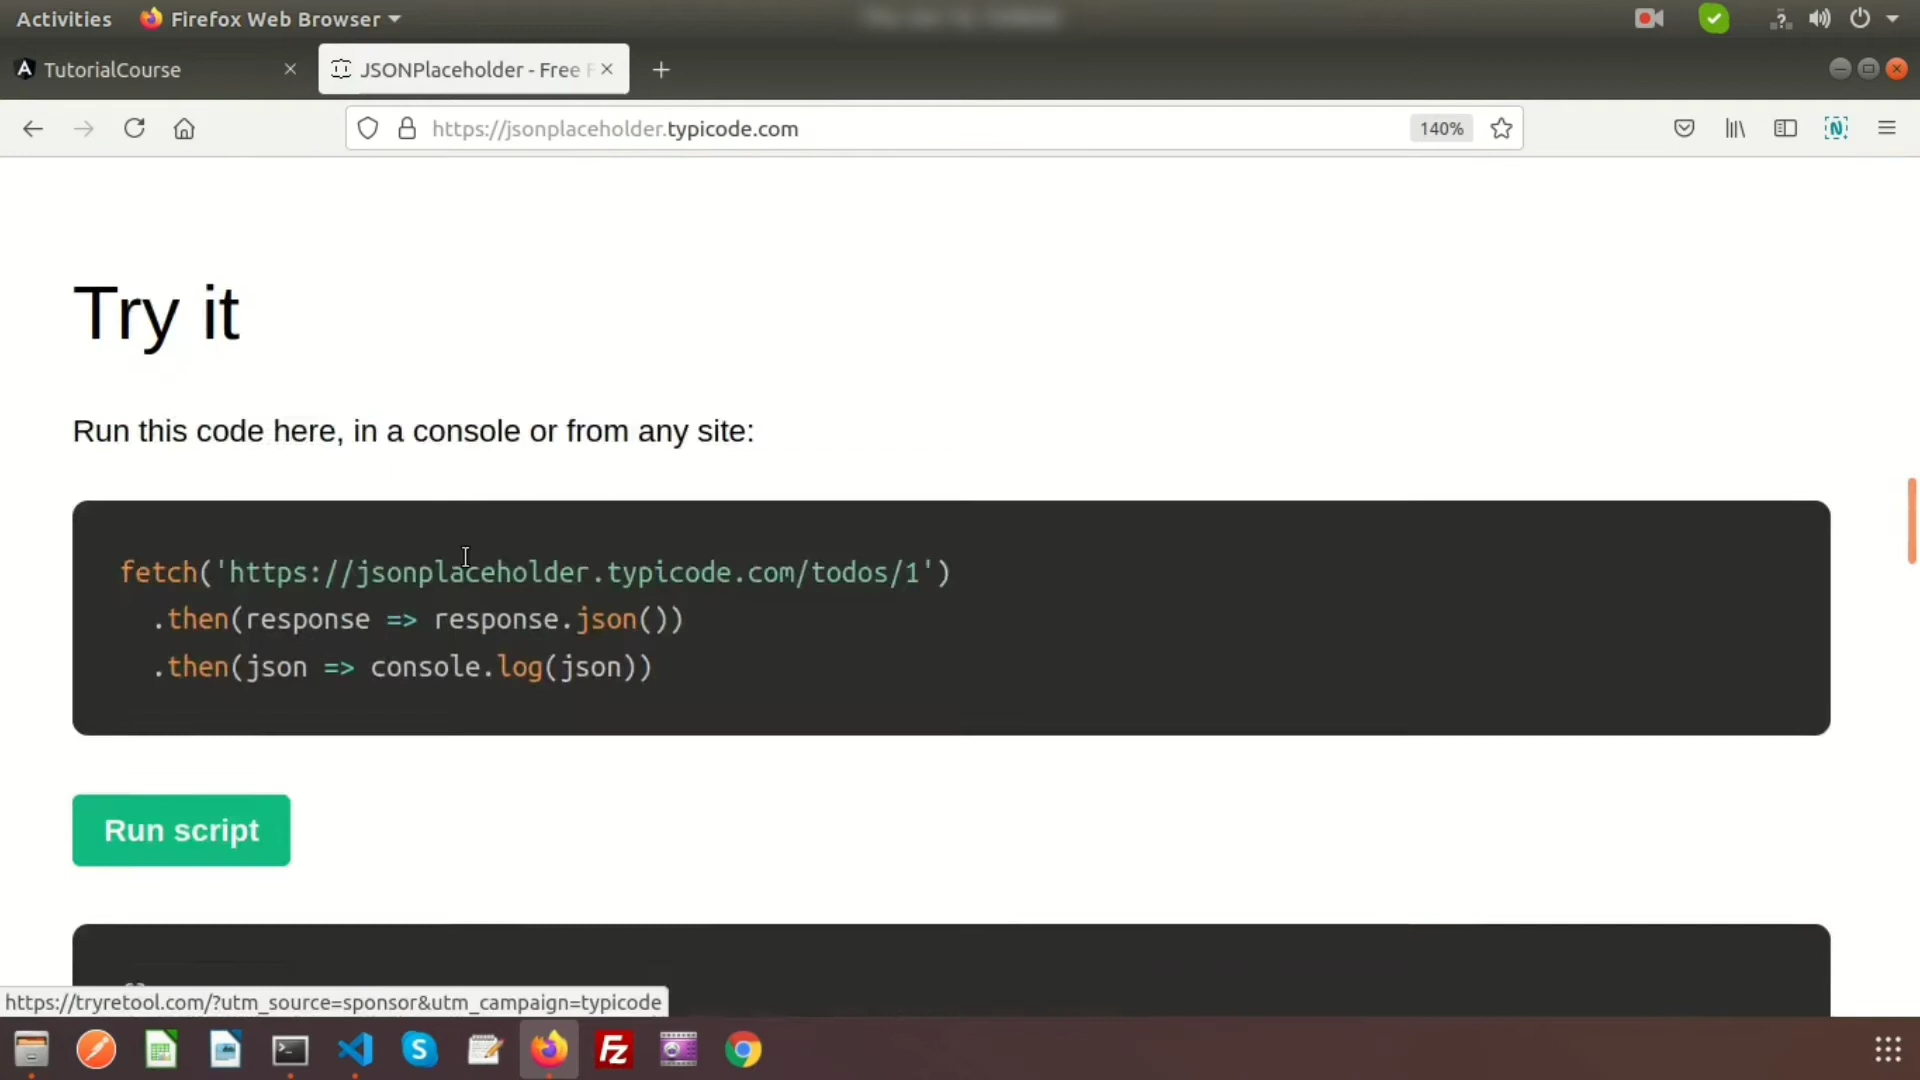 Activities Firefox Web Browser
TutorialCourse JSONPlaceholder - Free
https://jsonplaceholder.typicode.com 140%
Try it
Run this code here, in a console or from any site:
fetch('https://jsonplaceholder.typicode.com/todos/1')
.then(response => response.json())
.then(json => console.log(json))
Run script
https://tryretool.com/?utm_source=sponsor&utm_campaign=typicode